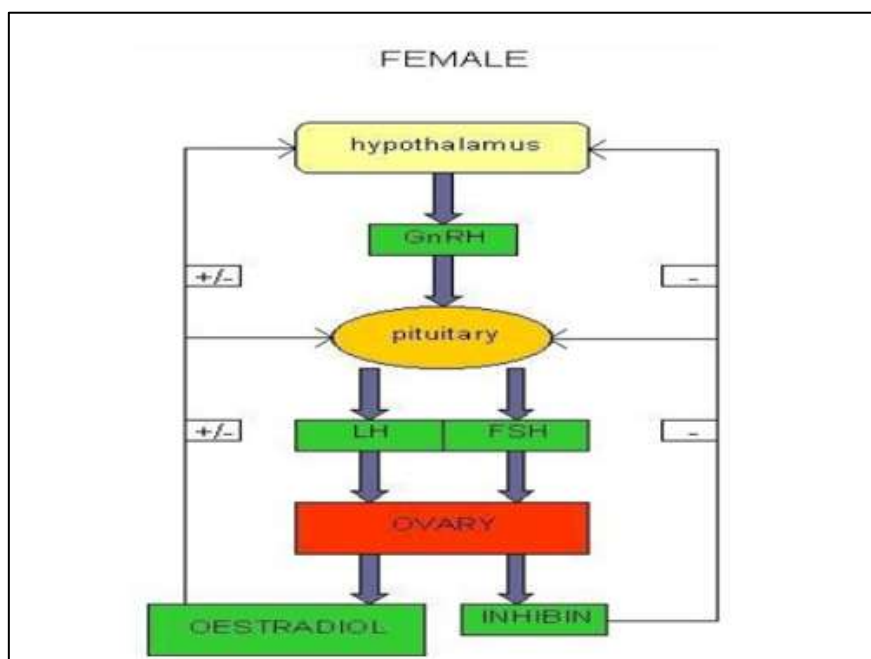 FEMALE
hypothalamus
GnRH
+/-
-
pituitary
+/-
LH
FSH
-
OVARY
OESTRADIOL
INHIBIN